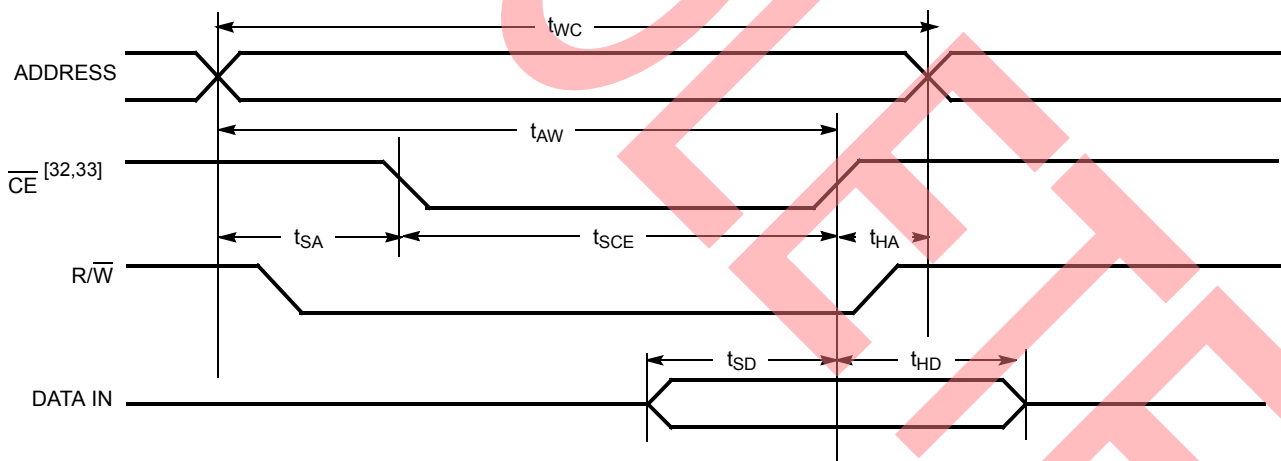 tWC
ADDRESS
tAW
CE [32,33]
tSA tSCE tHA
R/W
tSD tHD
DATA IN